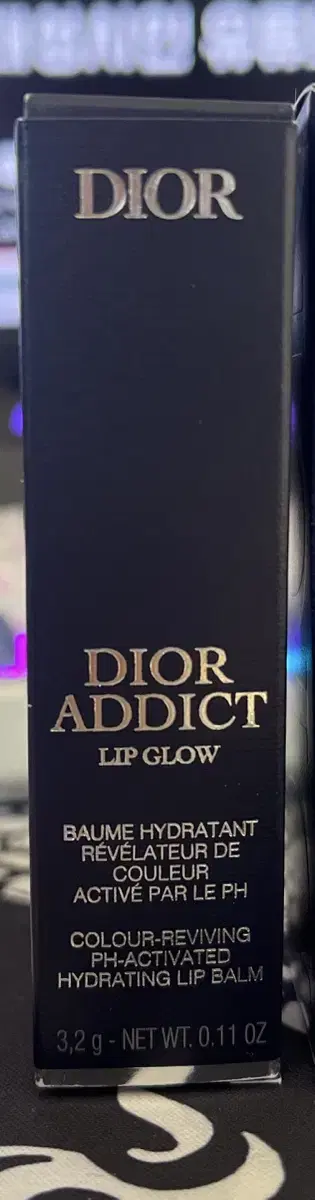 DIOR
DIOR
ADDICT
LIP GLOW
BAUME HYDRATANT
RÉVÉLATEUR DE
COULEUR
ACTIVÉ PAR LE PH
COLOUR-REVIVING
PH-ACTIVATED
HYDRATING LIP BALM
3,2 g - NET WT. 0.11 OZ